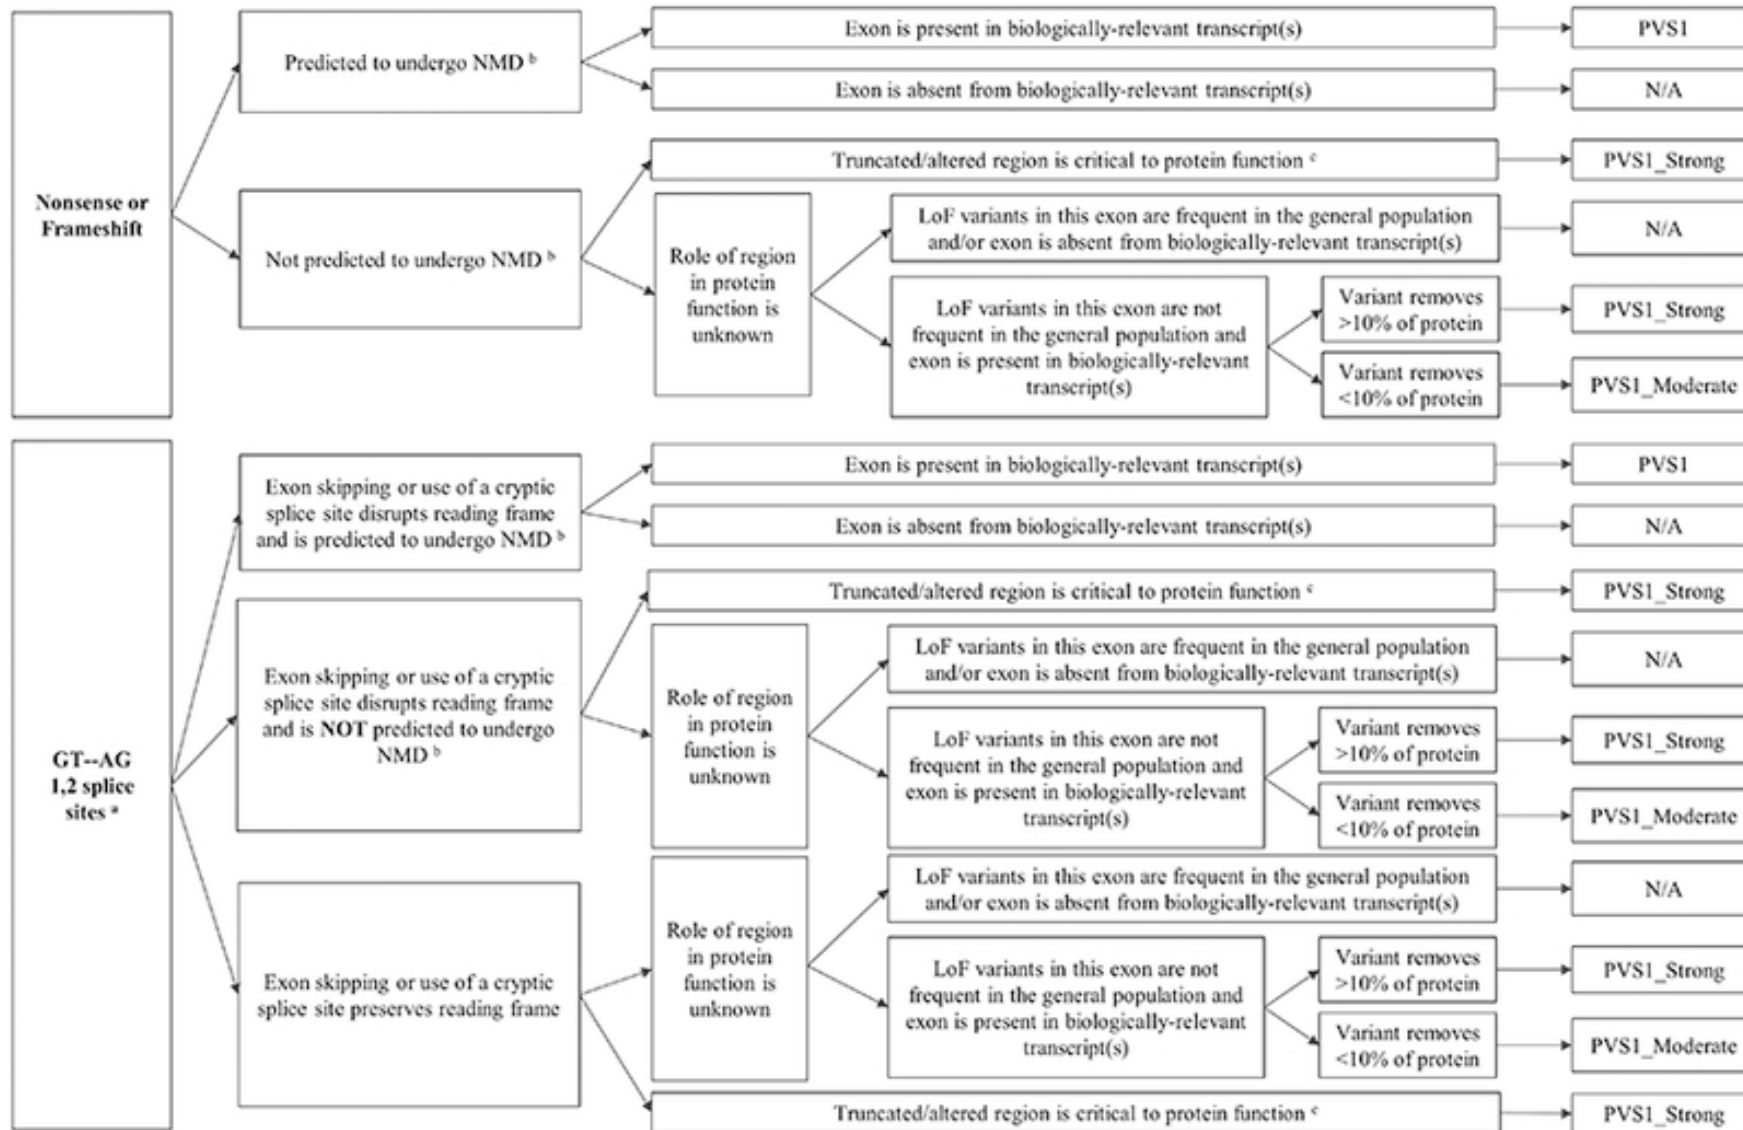 Nonsense or
Frameshift
Predicted to undergo NMD b
Exon is present in biologically-relevant transcript(s)
PVS1
Exon is absent from biologically-relevant transcript(s)
N/A
Not predicted to undergo NMD b
Truncated/altered region is critical to protein function c
PVS1_Strong
Role of region
in protein
function is
unknown
LoF variants in this exon are frequent in the general population
and/or exon is absent from biologically-relevant transcript(s)
N/A
LoF variants in this exon are not
frequent in the general population and
exon is present in biologically-relevant
transcript(s)
Variant removes
>10% of protein
PVS1_Strong
Variant removes
<10% of protein
PVS1_Moderate
GT--AG
1,2 splice
sites a
Exon skipping or use of a cryptic
splice site disrupts reading frame
and is predicted to undergo NMD b
Exon is present in biologically-relevant transcript(s)
PVS1
Exon is absent from biologically-relevant transcript(s)
N/A
Exon skipping or use of a cryptic
splice site disrupts reading frame
and is NOT predicted to undergo
NMD b
Truncated/altered region is critical to protein function c
PVS1_Strong
Role of region
in protein
function is
unknown
LoF variants in this exon are frequent in the general population
and/or exon is absent from biologically-relevant transcript(s)
N/A
LoF variants in this exon are not
frequent in the general population and
exon is present in biologically-relevant
transcript(s)
Variant removes
>10% of protein
PVS1_Strong
Variant removes
<10% of protein
PVS1_Moderate
Exon skipping or use of a cryptic
splice site preserves reading frame
Role of region
in protein
function is
unknown
LoF variants in this exon are frequent in the general population
and/or exon is absent from biologically-relevant transcript(s)
N/A
LoF variants in this exon are not
frequent in the general population and
exon is present in biologically-relevant
transcript(s)
Variant removes
>10% of protein
PVS1_Strong
Variant removes
<10% of protein
PVS1_Moderate
Truncated/altered region is critical to protein function c
PVS1_Strong